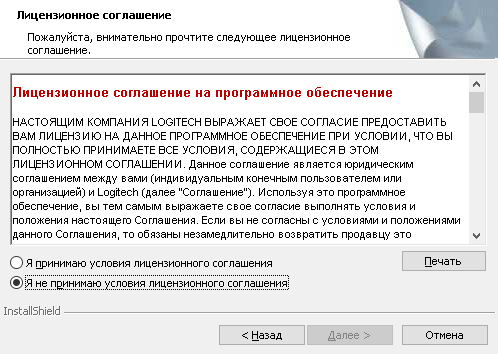 Лицензионное соглашение
Пожалуйста, внимательно прочтите следующее лицензионное
соглашение.
Лицензионное соглашение на программное обеспечение
НАСТОЯЩИМ КОМПАНИЯ LOGITECH ВЫРАЖАЕТ СВОЕ СОГЛАСИЕ ПРЕДОСТАВИТЬ
ВАМ ЛИЦЕНЗИЮ НА ДАННОЕ ПРОГРАММНОЕ ОБЕСПЕЧЕНИЕ ПРИ УСЛОВИИ, ЧТО ВЫ
ПОЛНОСТЬЮ ПРИНИМАЕТЕ ВСЕ УСЛОВИЯ, СОДЕРЖАЩИЕСЯ В ЭТОМ
ЛИЦЕНЗИОННОМ СОГЛАШЕНИИ. Данное соглашение является юридическим
соглашением между вами (индивидуальным конечным пользователем или
организацией) и Logitech (далее "Соглашение"). Используя это программное
обеспечение, вы тем самым выражаете свое согласие выполнять условия и
положения настоящего Соглашения. Если вы не согласны с условиями и положениями
данного Соглашения, то обязаны незамедлительно возвратить продавцу это
Я принимаю условия лицензионного соглашения
Печать
Я не принимаю условия лицензионного соглашения
InstallShield
< Назад
Далее >
Отмена